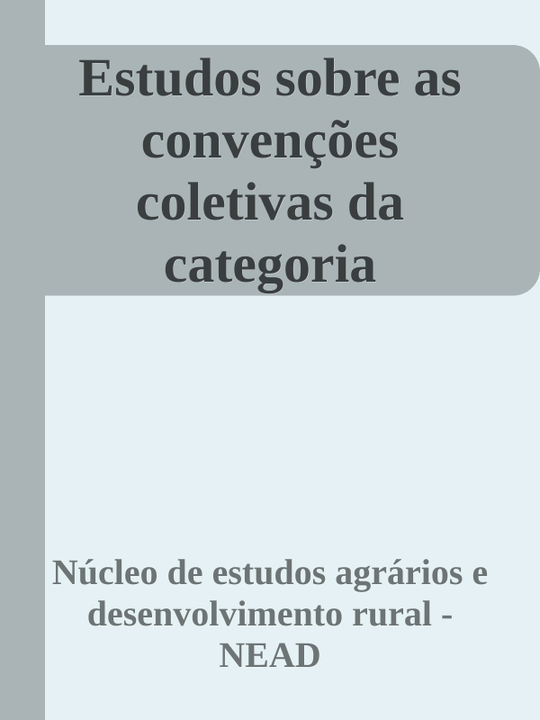 Estudos sobre as
convenções
coletivas da
categoria
Núcleo de estudos agrários e
desenvolvimento rural -
NEAD